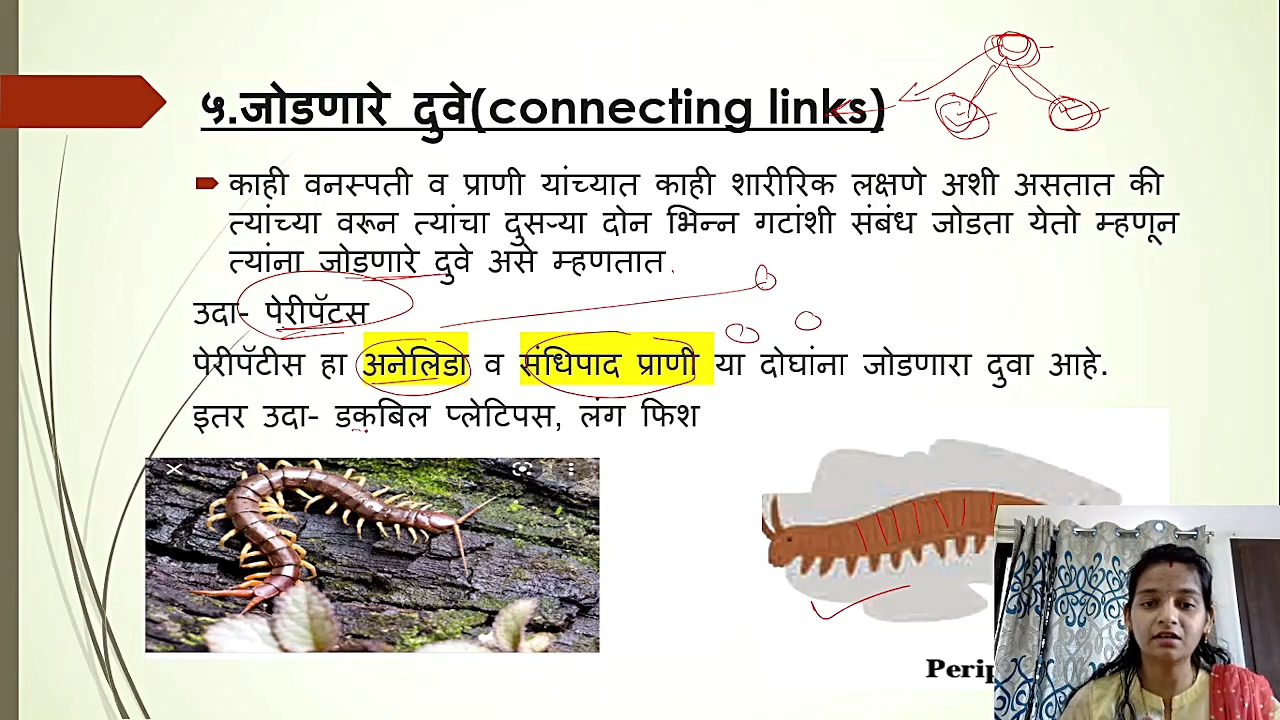 ५.जोडणारे दुवे(connecting links)
काही वनस्पती व प्राणी यांच्यात काही शारीरिक लक्षणे अशी असतात की
त्यांच्या वरून त्यांचा दुसऱ्या दोन भिन्न गटांशी संबंध जोडता येतो म्हणून
त्यांना जोडणारे दुवे असे म्हणतात.
उदा- पेरीपॅटस
पेरीपॅटीस हा अनेलिडा व संधिपाद प्राणी या दोघांना जोडणारा दुवा आहे.
इतर उदा- डकबिल प्लेटिपस, लंग फिश